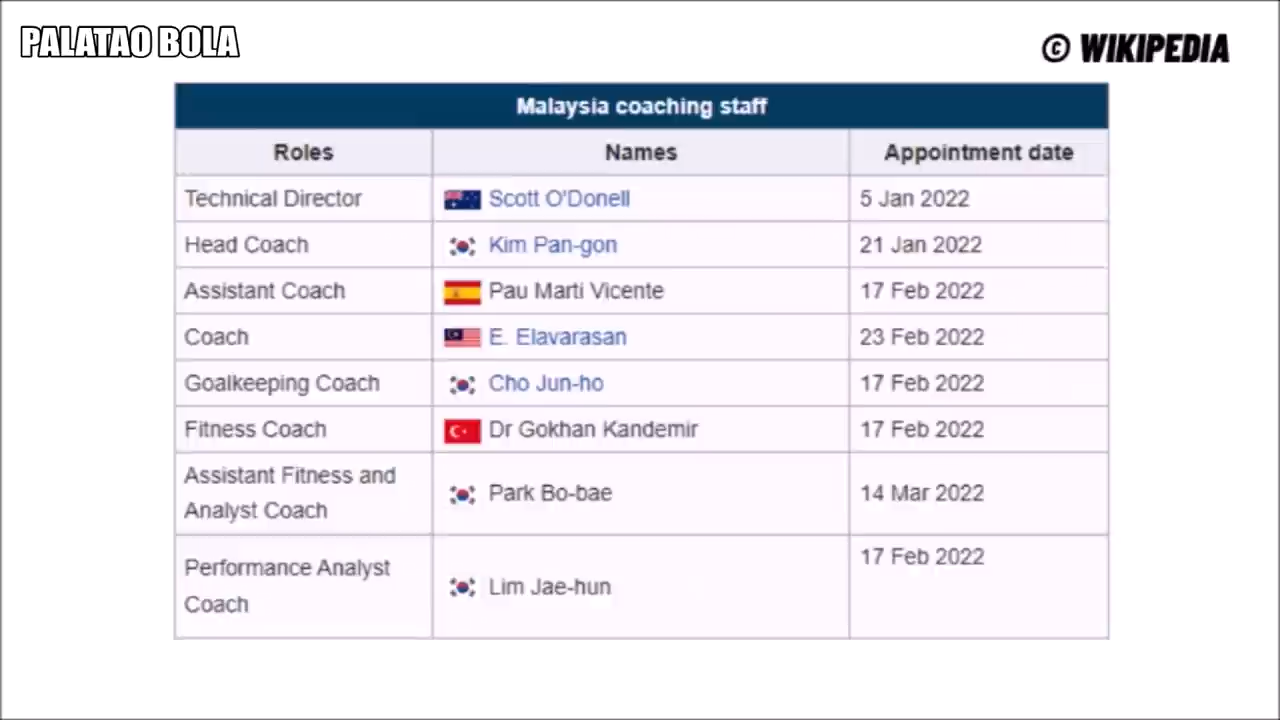 PALATAO BOLA
© WIKIPEDIA
Malaysia coaching staff
Roles Names Appointment date
Technical Director Scott O'Donell 5 Jan 2022
Head Coach Kim Pan-gon 21 Jan 2022
Assistant Coach Pau Marti Vicente 17 Feb 2022
Coach E. Elavarasan 23 Feb 2022
Goalkeeping Coach Cho Jun-ho 17 Feb 2022
Fitness Coach Dr Gokhan Kandemir 17 Feb 2022
Assistant Fitness and
Analyst Coach Park Bo-bae 14 Mar 2022
Performance Analyst
Coach Lim Jae-hun 17 Feb 2022